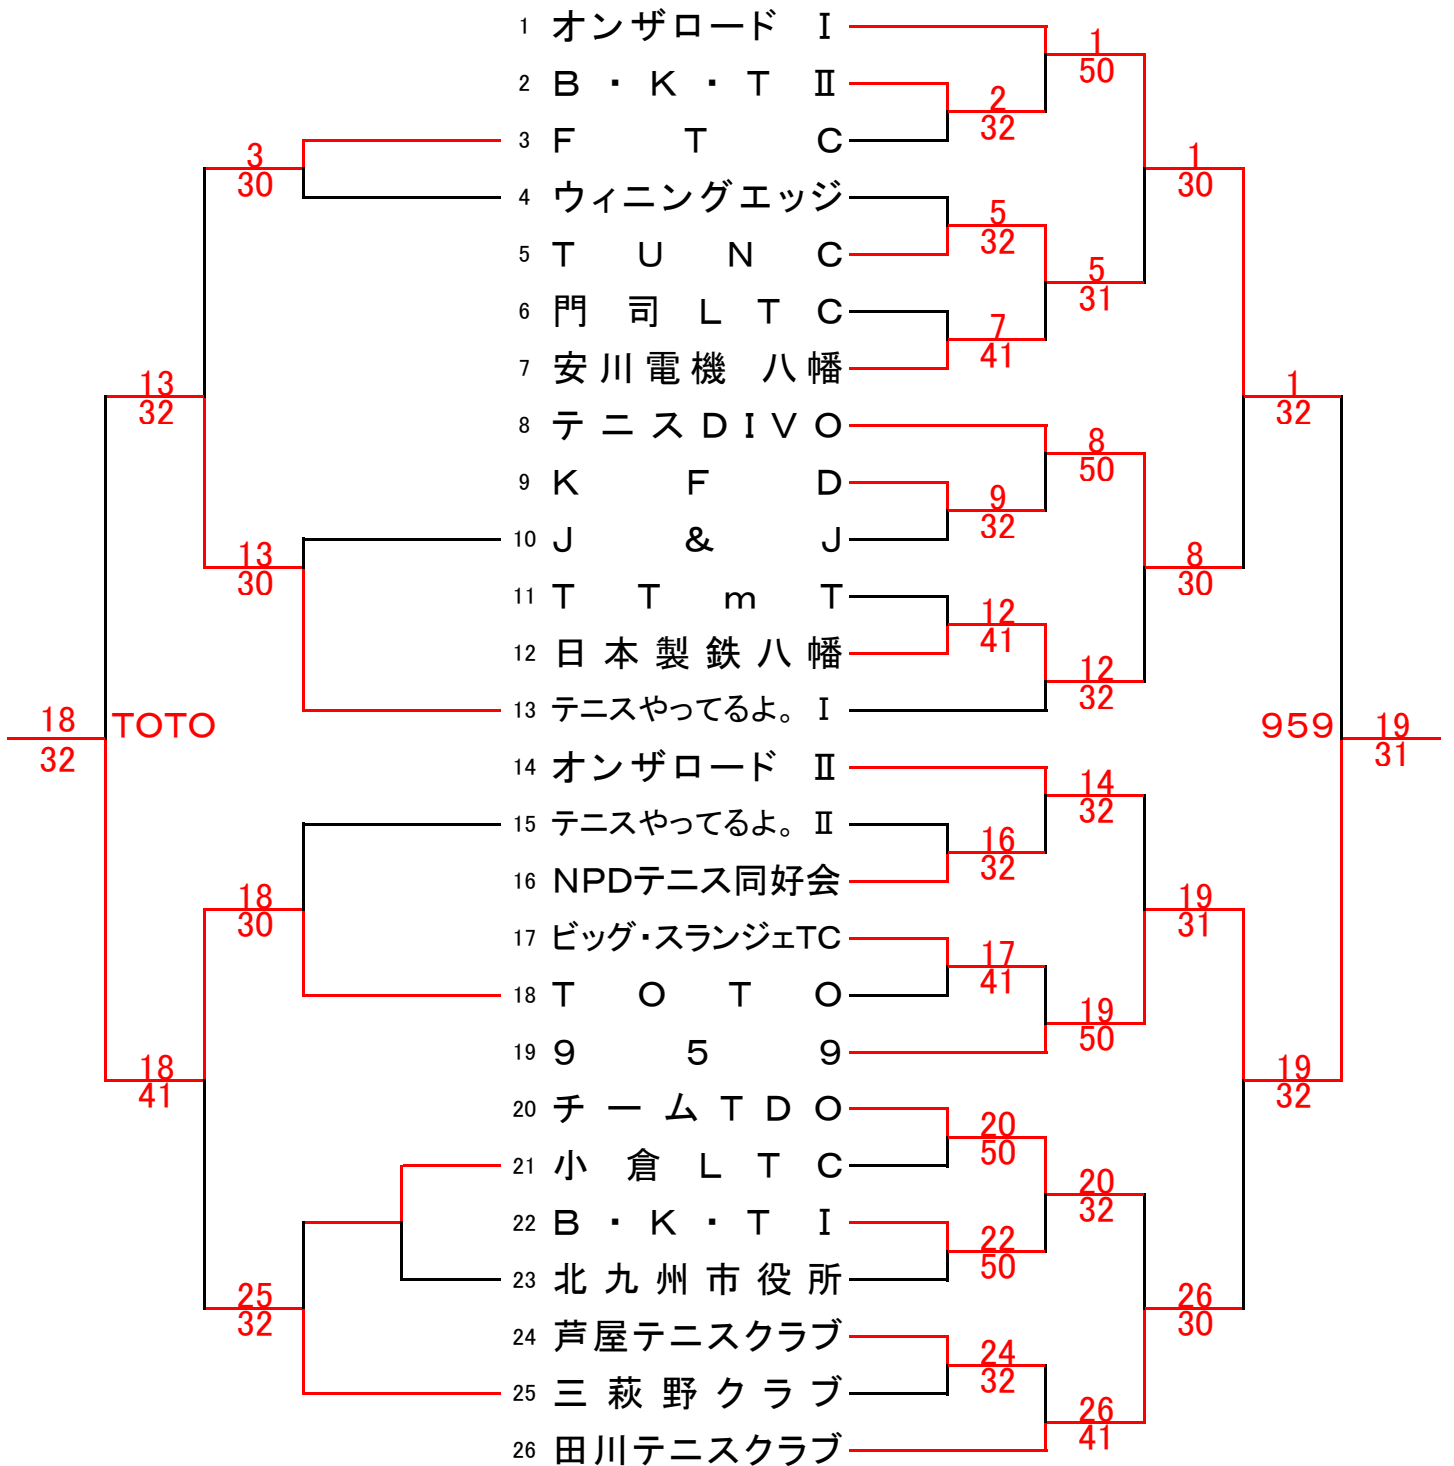 1 オンザロード Ⅰ
2 B・K・T Ⅱ
3 F T C
4 ウィニングエッジ
5 T U N C
6 門司LTC
7 安川電機 八幡
8 テニスDIVO
9 K F D
10 J & J
11 T T m T
12 日本製鉄八幡
13 テニスやってるよ。 Ⅰ
14 オンザロード Ⅱ
15 テニスやってるよ。 Ⅱ
16 NPDテニス同好会
17 ビッグ・スランジェTC
18 T O T O
19 9 5 9
20 チームTDO
21 小倉LTC
22 B・K・T Ⅰ
23 北九州市役所
24 芦屋テニスクラブ
25 三萩野クラブ
26 田川テニスクラブ
3
30
13
30
18
30
25
32
13
32
18
41
18
32
TOTO
2
32
5
32
7
41
9
32
12
41
16
32
17
41
20
50
22
50
24
32
1
50
5
31
8
50
12
32
14
32
19
50
20
32
26
41
1
30
8
30
19
31
26
30
1
32
19
32
959
19
31